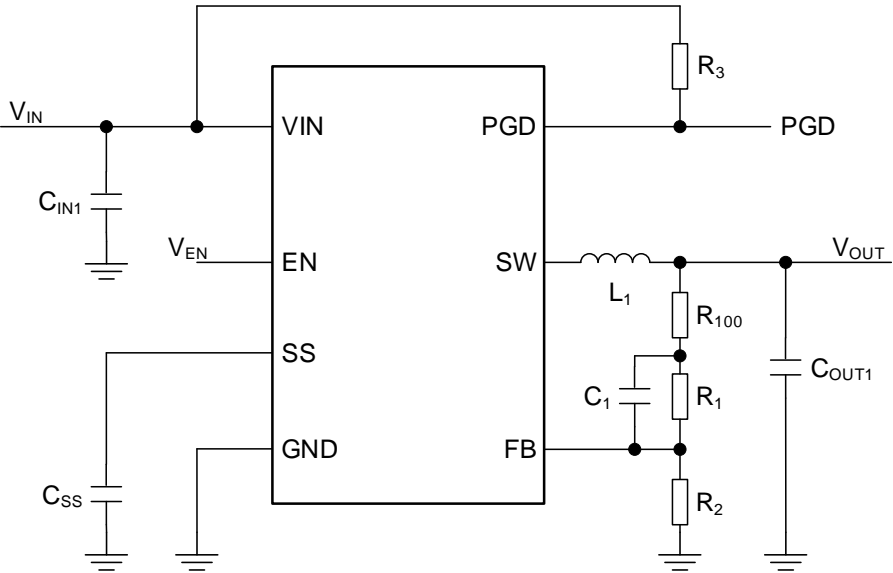 R3
VIN
VIN
PGD
PGD
CIN1
VEN
EN
SW
VOUT
L1
R100
SS
COUT1
C1
R1
GND
FB
CSS
R2